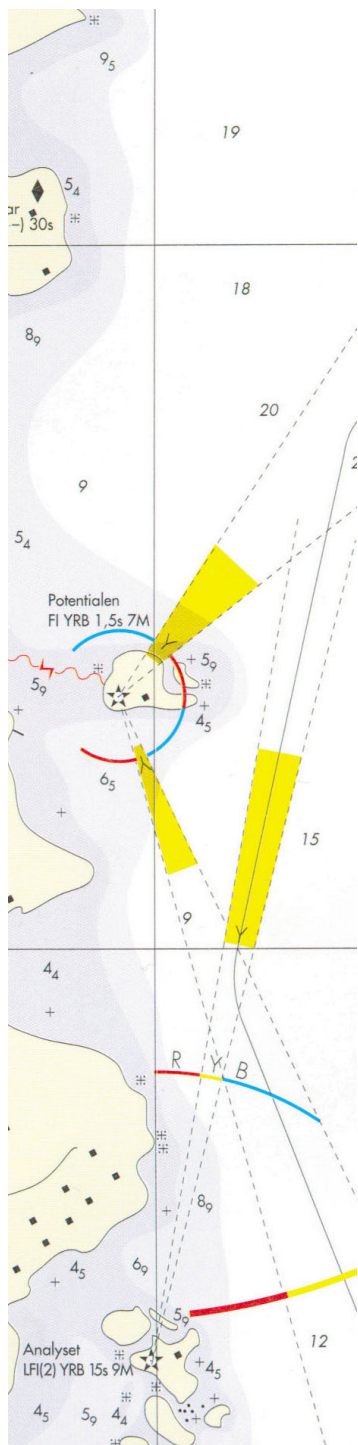 9₅
19
5₄
ar
–) 30s
18
8₉
20
9
2
5₄
Potentialen
Fl YRB 1,5s 7M
Y
5₉
5₉
4₅
Y
6₅
15
9
Y
4₄
R Y B
8₉
4₅
6₉
5₉
12
Analyset
LFl(2) YRB 15s 9M
4₅
4₅
5₉
4₄